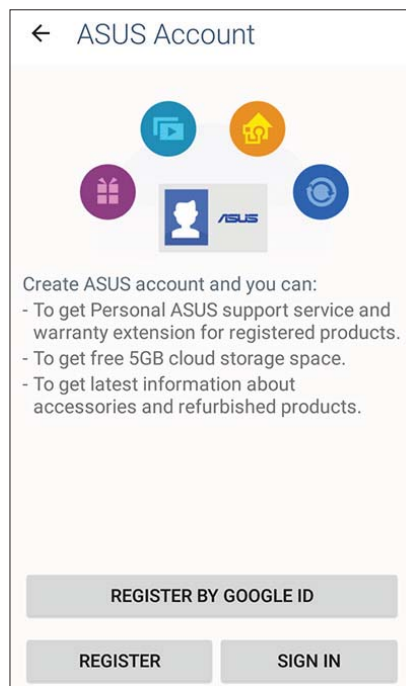 ASUS Account
ASUS
Create ASUS account and you can:
- To get Personal ASUS support service and
warranty extension for registered products.
- To get free 5GB cloud storage space.
- To get latest information about
accessories and refurbished products.
REGISTER BY GOOGLE ID
REGISTER SIGN IN